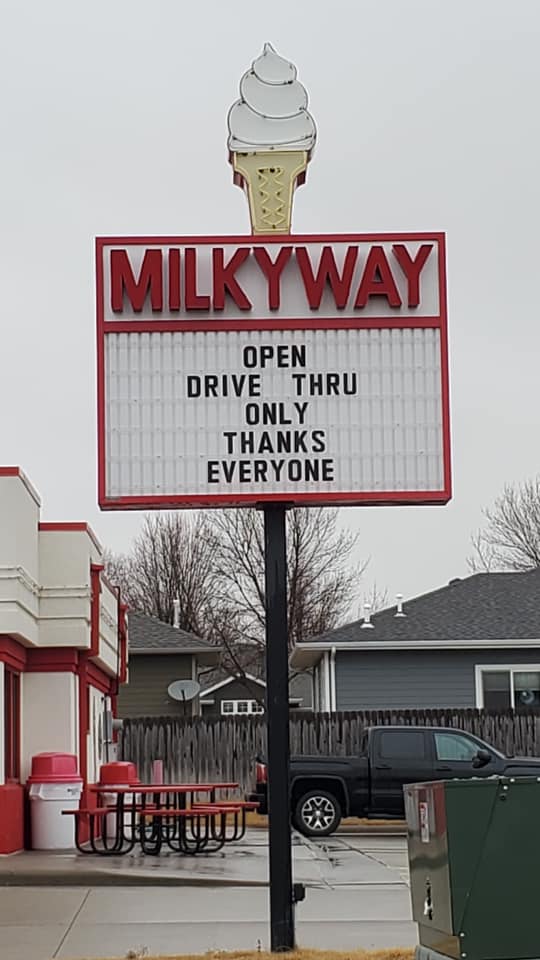 MILKYWAY
OPEN
DRIVE THRU
ONLY
THANKS
EVERYONE